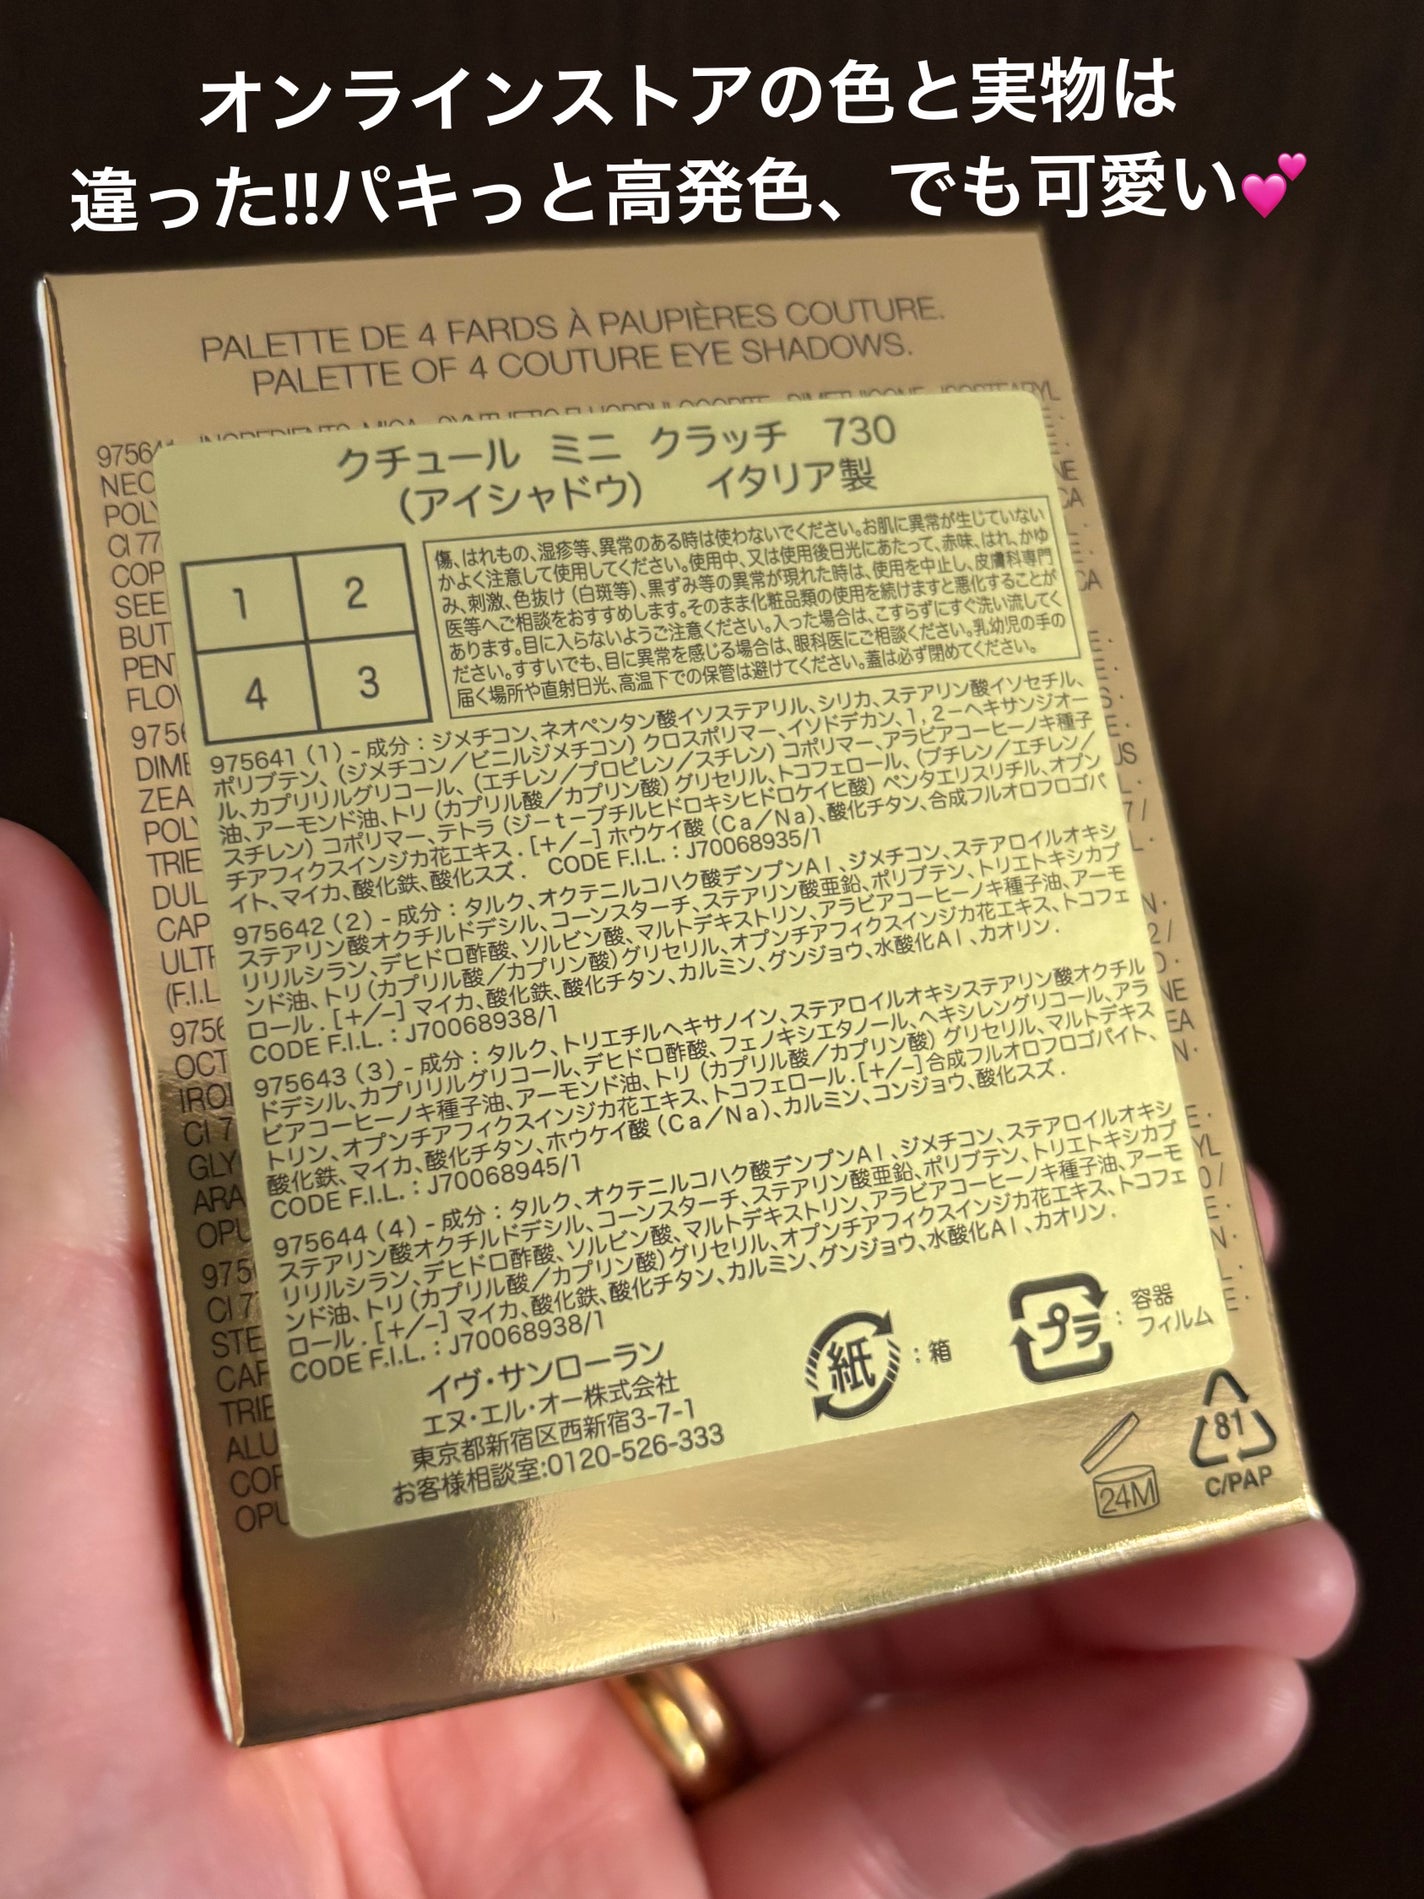 オンラインストアの色と実物は
違った!!パキっと高発色、でも可愛い💕
PALETTE DE 4 FARDS À PAUPIÈRES COUTURE.
PALETTE OF 4 COUTURE EYE SHADOWS.
クチュール ミニ クラッチ 730
(アイシャドウ) イタリア製
1 2
4 3
傷、はれもの、湿疹等、異常のある時は使わないでください。お肌に異常が生じていない
かよく注意して使用してください。使用中、又は使用後日光にあたって、赤味、はれ、かゆ
み、刺激、色抜け(白斑等)、黒ずみ等の異常が現れた時は、使用を中止し、皮膚科専門
医等へご相談をおすすめします。そのまま化粧品類の使用を続けますと悪化することが
あります。目に入らないようご注意ください。入った場合は、こすらずにすぐ洗い流してく
ださい。すすいでも、目に異常を感じる場合は、眼科医にご相談ください。乳幼児の手の
届く場所や直射日光、高温下での保管は避けてください。蓋は必ず閉めてください。
975641(1)-成分:ジメチコン、ネオペンタン酸イソステアリル、シリカ、ステアリン酸イソセチル、
ポリブテン、(ジメチコン/ビニルジメチコン)クロスポリマー、イソドデカン、1,2-ヘキサンジオー
ル、カプリリルグリコール、(エチレン/プロピレン/スチレン)コポリマー、アラビアコーヒーノキ種子
油、アーモンド油、トリ(カプリル酸/カプリン酸)グリセリル、トコフェロール、(ブチレン/エチレン/
スチレン)コポリマー、テトラ(ジ-t-ブチルヒドロキシヒドロケイヒ酸)ペンタエリスリチル、オプン
チアフィクスインジカ花エキス.[+/-]ホウケイ酸(Ca/Na)、酸化チタン、合成フルオロフロゴパ
イト、マイカ、酸化鉄、酸化スズ. CODE F.I.L.:J70068935/1
975642(2)-成分:タルク、オクテニルコハク酸デンプンAl、ジメチコン、ステアロイルオキシ
ステアリン酸オクチルドデシル、コーンスターチ、ステアリン酸亜鉛、ポリブテン、トリエトキシカプ
リリルシラン、デヒドロ酢酸、ソルビン酸、マルトデキストリン、アラビアコーヒーノキ種子油、アーモ
ンド油、トリ(カプリル酸/カプリン酸)グリセリル、オプンチアフィクスインジカ花エキス、トコフェ
ロール.[+/-]マイカ、酸化鉄、酸化チタン、カルミン、グンジョウ、水酸化Al、カオリン.
CODE F.I.L.:J70068938/1
975643(3)-成分:タルク、トリエチルヘキサノイン、ステアロイルオキシステアリン酸オクチル
ドデシル、カプリリルグリコール、デヒドロ酢酸、フェノキシエタノール、ヘキシレングリコール、アラ
ビアコーヒーノキ種子油、アーモンド油、トリ(カプリル酸/カプリン酸)グリセリル、マルトデキス
トリン、オプンチアフィクスインジカ花エキス、トコフェロール.[+/-]合成フルオロフロゴパイト、
酸化鉄、マイカ、酸化チタン、ホウケイ酸(Ca/Na)、カルミン、コンジョウ、酸化スズ.
CODE F.I.L.:J70068945/1
975644(4)-成分:タルク、オクテニルコハク酸デンプンAl、ジメチコン、ステアロイルオキシ
ステアリン酸オクチルドデシル、コーンスターチ、ステアリン酸亜鉛、ポリブテン、トリエトキシカプ
リリルシラン、デヒドロ酢酸、ソルビン酸、マルトデキストリン、アラビアコーヒーノキ種子油、アーモ
ンド油、トリ(カプリル酸/カプリン酸)グリセリル、オプンチアフィクスインジカ花エキス、トコフェ
ロール.[+/-]マイカ、酸化鉄、酸化チタン、カルミン、グンジョウ、水酸化Al、カオリン.
CODE F.I.L.:J70068938/1
イヴ・サンローラン
エヌ・エル・オー株式会社
東京都新宿区西新宿3-7-1
お客様相談室:0120-526-333
紙:箱
プラ:容器
フィルム
24M
81
C/PAP